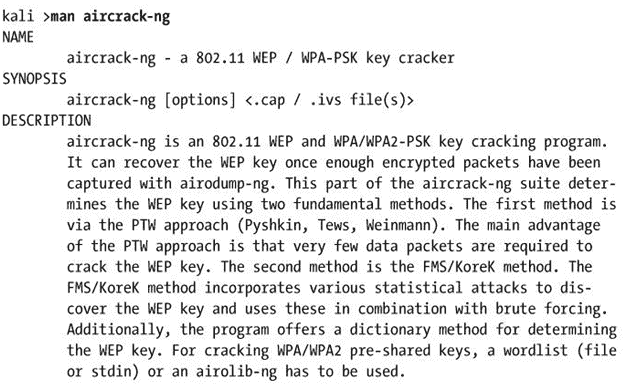 kali >man aircrack-ng
NAME
aircrack-ng - a 802.11 WEP / WPA-PSK key cracker
SYNOPSIS
aircrack-ng [options] <.cap / .ivs file(s)>
DESCRIPTION
aircrack-ng is an 802.11 WEP and WPA/WPA2-PSK key cracking program.
It can recover the WEP key once enough encrypted packets have been
captured with airodump-ng. This part of the aircrack-ng suite deter-
mines the WEP key using two fundamental methods. The first method is
via the PTW approach (Pyshkin, Tews, Weinmann). The main advantage
of the PTW approach is that very few data packets are required to
crack the WEP key. The second method is the FMS/KoreK method. The
FMS/KoreK method incorporates various statistical attacks to dis-
cover the WEP key and uses these in combination with brute forcing.
Additionally, the program offers a dictionary method for determining
the WEP key. For cracking WPA/WPA2 pre-shared keys, a wordlist (file
or stdin) or an airolib-ng has to be used.